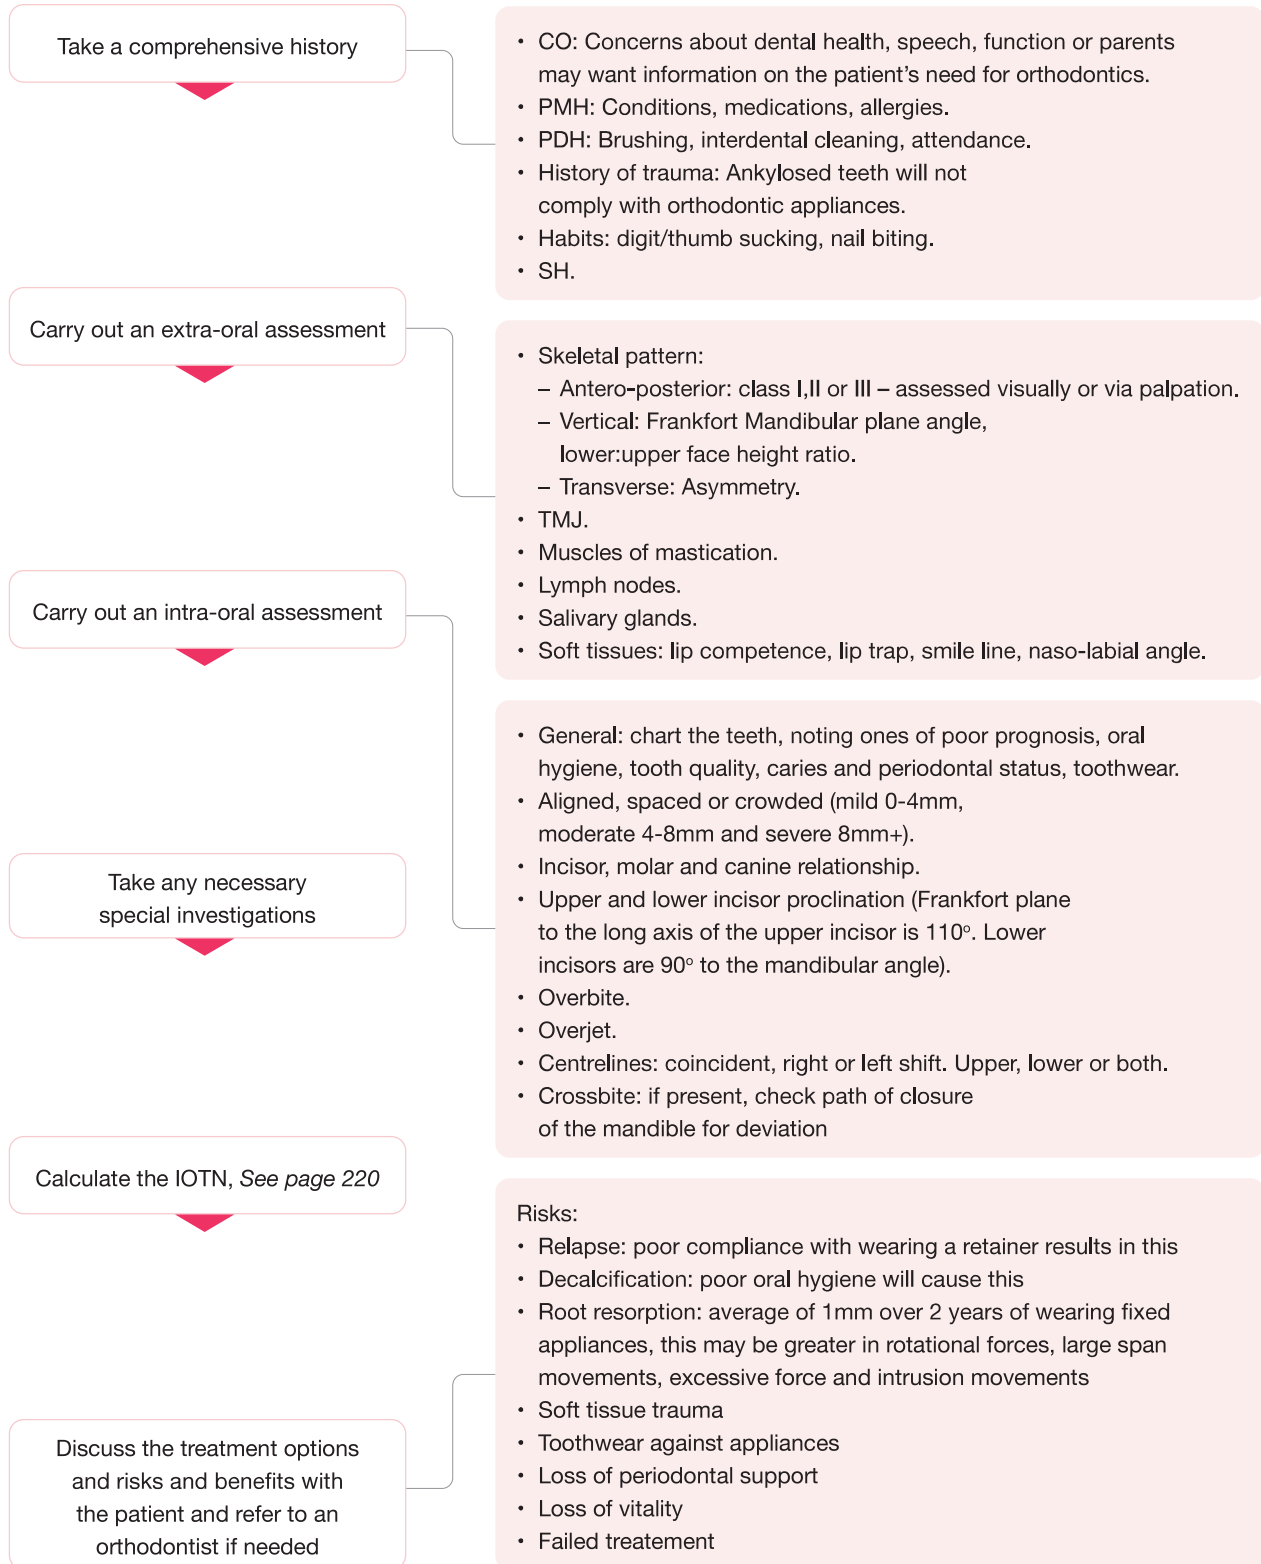 Take a comprehensive history
• CO: Concerns about dental health, speech, function or parents
may want information on the patient's need for orthodontics.
• PMH: Conditions, medications, allergies.
• PDH: Brushing, interdental cleaning, attendance.
• History of trauma: Ankylosed teeth will not
comply with orthodontic appliances.
• Habits: digit/thumb sucking, nail biting.
• SH.
Carry out an extra-oral assessment
• Skeletal pattern:
– Antero-posterior: class I,II or III – assessed visually or via palpation.
– Vertical: Frankfort Mandibular plane angle,
lower:upper face height ratio.
– Transverse: Asymmetry.
• TMJ.
• Muscles of mastication.
• Lymph nodes.
• Salivary glands.
• Soft tissues: lip competence, lip trap, smile line, naso-labial angle.
Carry out an intra-oral assessment
• General: chart the teeth, noting ones of poor prognosis, oral
hygiene, tooth quality, caries and periodontal status, toothwear.
• Aligned, spaced or crowded (mild 0-4mm,
moderate 4-8mm and severe 8mm+).
• Incisor, molar and canine relationship.
• Upper and lower incisor proclination (Frankfort plane
to the long axis of the upper incisor is 110º. Lower
incisors are 90º to the mandibular angle).
• Overbite.
• Overjet.
• Centrelines: coincident, right or left shift. Upper, lower or both.
• Crossbite: if present, check path of closure
of the mandible for deviation
Take any necessary
special investigations
Calculate the IOTN, See page 220
Discuss the treatment options
and risks and benefits with
the patient and refer to an
orthodontist if needed
Risks:
• Relapse: poor compliance with wearing a retainer results in this
• Decalcification: poor oral hygiene will cause this
• Root resorption: average of 1mm over 2 years of wearing fixed
appliances, this may be greater in rotational forces, large span
movements, excessive force and intrusion movements
• Soft tissue trauma
• Toothwear against appliances
• Loss of periodontal support
• Loss of vitality
• Failed treatement